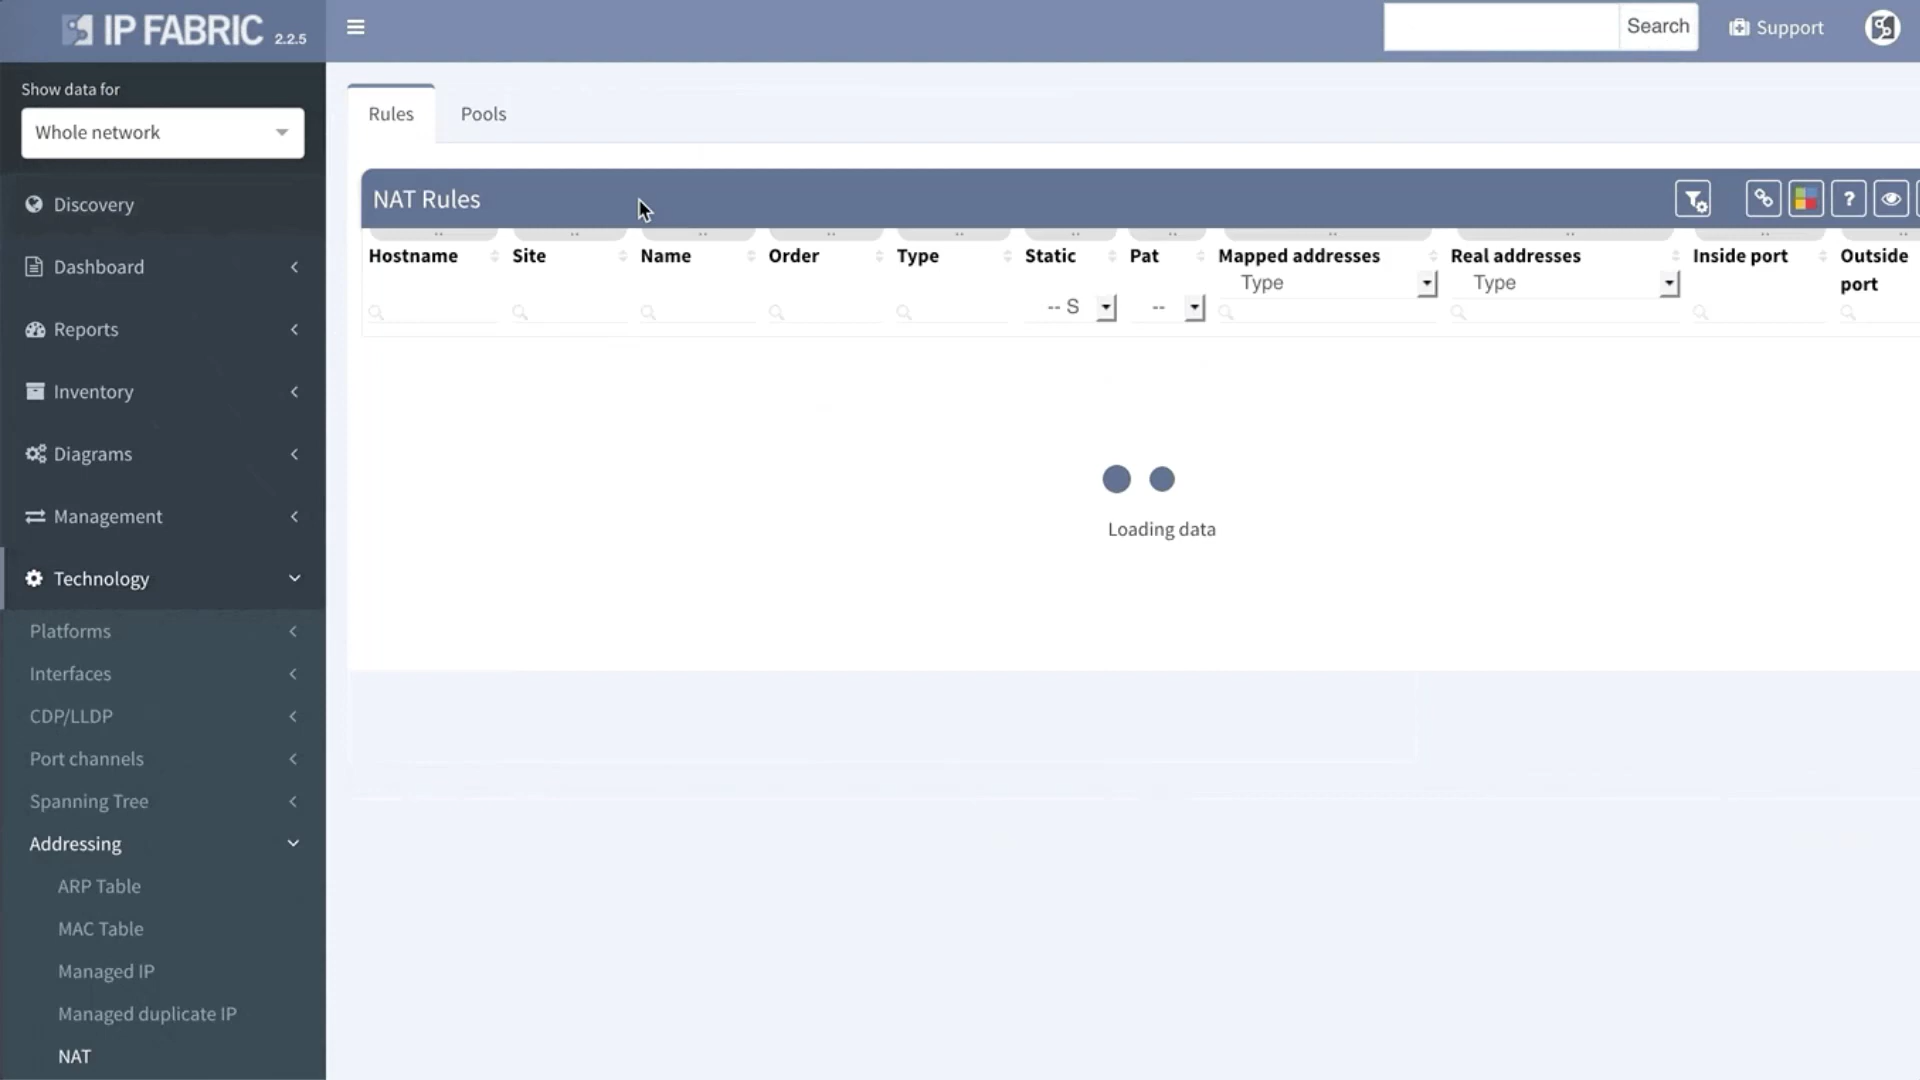 IP FABRIC 2.2.5
Search
Support
Show data for
Whole network
Discovery
Dashboard
Reports
Inventory
Diagrams
Management
Technology
Platforms
Interfaces
CDP/LLDP
Port channels
Spanning Tree
Addressing
ARP Table
MAC Table
Managed IP
Managed duplicate IP
NAT
Rules
Pools
NAT Rules
?
Hostname
Site
Name
Order
Type
Static
-- S
Pat
--
Mapped addresses
Type
Real addresses
Type
Inside port
Outside
port
Loading data